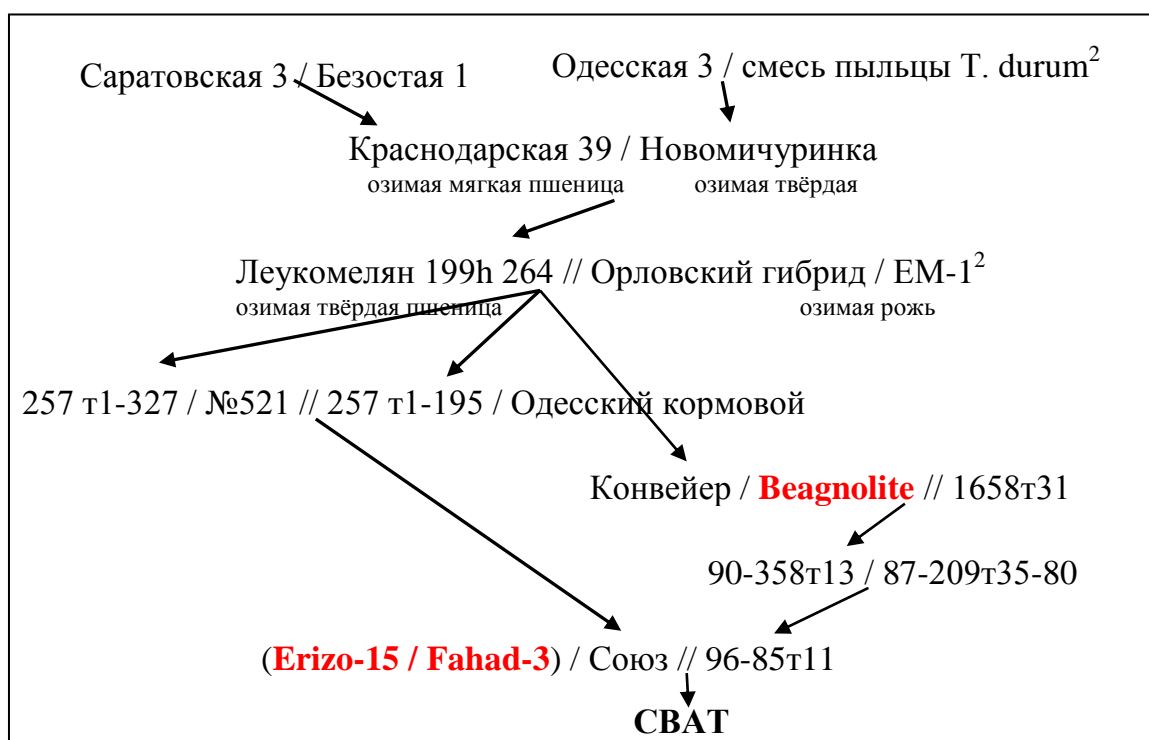 Саратовская 3 / Безостая 1
Одесская 3 / смесь пыльцы T. durum²
Краснодарская 39 / Новомичуринка
озимая мягкая пшеница озимая твёрдая
Леукомелян 199h 264 // Орловский гибрид / ЕМ-1²
озимая твёрдая пшеница озимая рожь
257 т1-327 / №521 // 257 т1-195 / Одесский кормовой
Конвейер / Beagnolite // 1658т31
90-358т13 / 87-209т35-80
(Erizo-15 / Fahad-3) / Союз // 96-85т11
СВАТ